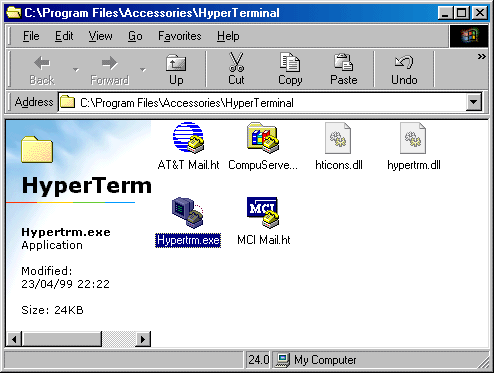 C:\Program Files\Accessories\HyperTerminal
File Edit View Go Favorites Help
Back Forward Up Cut Copy Paste Undo
Address C:\Program Files\Accessories\HyperTerminal
HyperTerm
Hypertrm.exe
Application
Modified:
23/04/99 22:22
Size: 24KB
AT&T Mail.ht CompuServe... hticons.dll hypertrm.dll
MCI
Hypertrm.exe MCI Mail.ht
24.0 My Computer